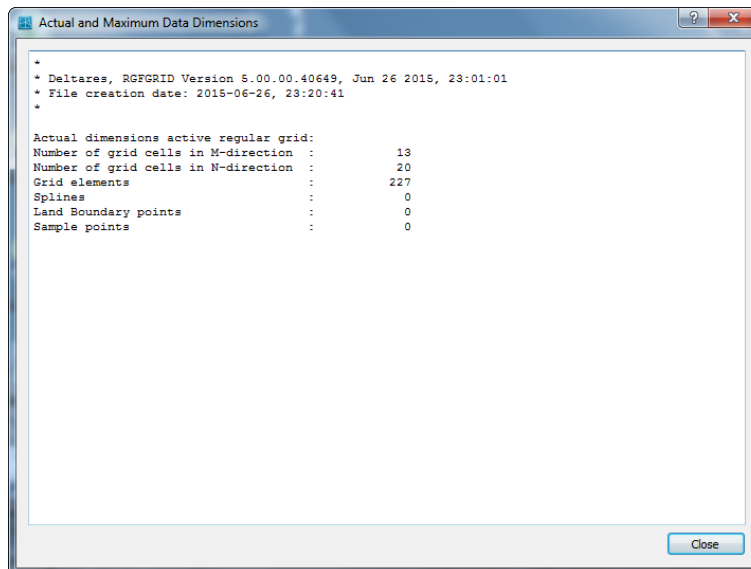 Actual and Maximum Data Dimensions
? X
*
* Deltares, RGFGRID Version 5.00.00.40649, Jun 26 2015, 23:01:01
* File creation date: 2015-06-26, 23:20:41
*
Actual dimensions active regular grid:
Number of grid cells in M-direction : 13
Number of grid cells in N-direction : 20
Grid elements : 227
Splines : 0
Land Boundary points : 0
Sample points : 0
Close